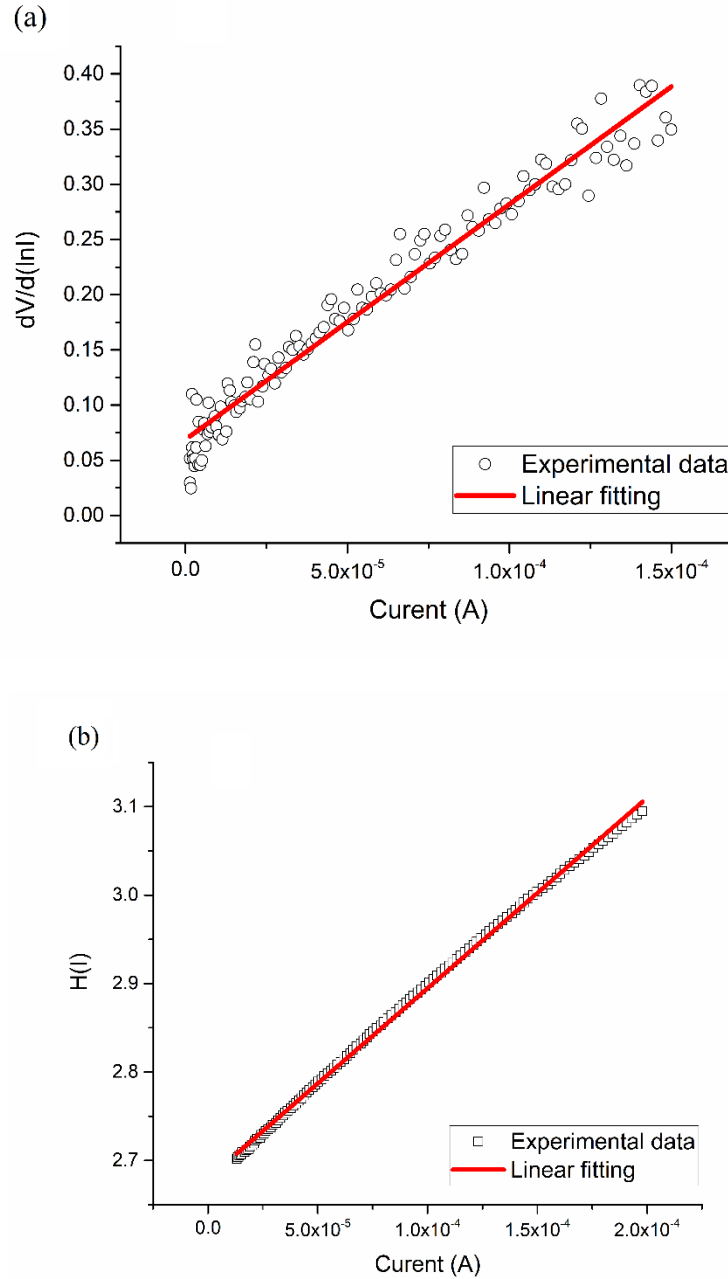 (a)
0.40
0.35
0.30
0.25
0.20
0.15
0.10
0.05
0.00
dV/d(lnI)
Experimental data
Linear fitting
0.0 5.0x10⁻⁵ 1.0x10⁻⁴ 1.5x10⁻⁴
Curent (A)
(b)
3.1
3.0
2.9
2.8
2.7
H(I)
Experimental data
Linear fitting
0.0 5.0x10⁻⁵ 1.0x10⁻⁴ 1.5x10⁻⁴ 2.0x10⁻⁴
Curent (A)